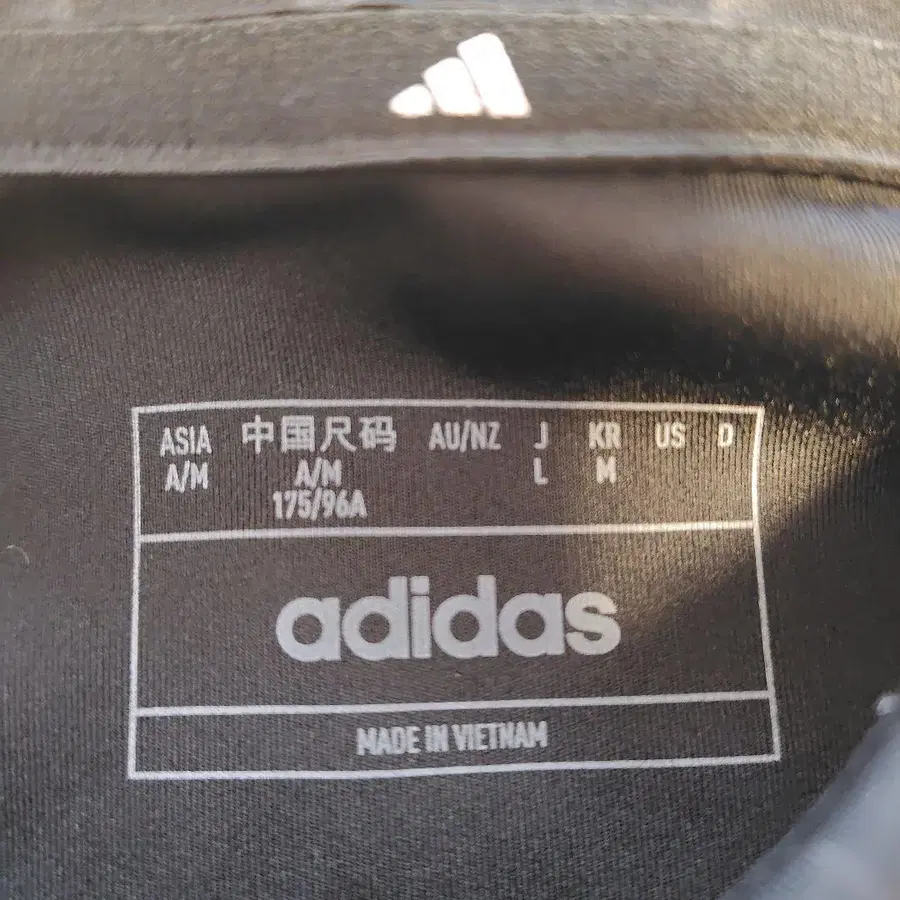 ASIA 中国尺码 AU/NZ J KR US D
A/M A/M L M
175/96A
adidas
MADE IN VIETNAM